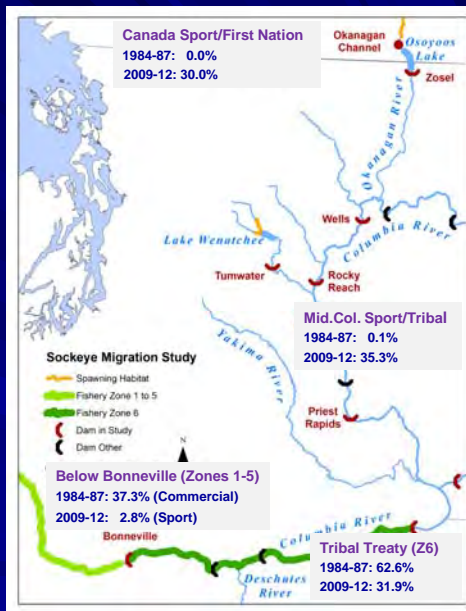 Canada Sport/First Nation
1984-87: 0.0%
2009-12: 30.0%
Okanagan
Channel
Osoyoos
Lake
Zosel
Okanagan River
Wells
Columbia River
Lake Wenatchee
Tumwater
Rocky
Reach
Mid.Col. Sport/Tribal
1984-87: 0.1%
2009-12: 35.3%
Yakima River
Sockeye Migration Study
Spawning Habitat
Fishery Zone 1 to 5
Fishery Zone 6
Dam in Study
Dam Other
N
Priest
Rapids
Below Bonneville (Zones 1-5)
1984-87: 37.3% (Commercial)
2009-12: 2.8% (Sport)
Bonneville
Columbia River
Deschutes
River
Tribal Treaty (Z6)
1984-87: 62.6%
2009-12: 31.9%